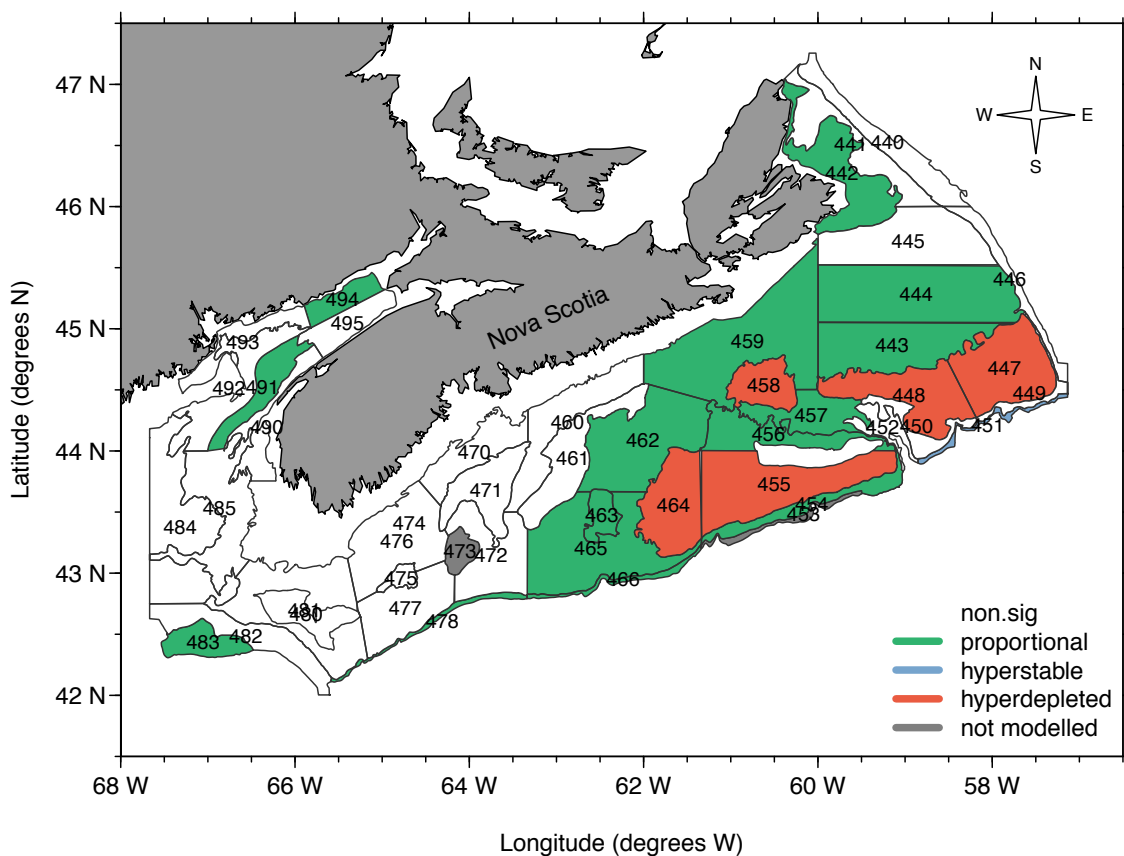 47 N
46 N
45 N
44 N
43 N
42 N
Latitude (degrees N)
68 W
66 W
64 W
62 W
60 W
58 W
Longitude (degrees W)
N
W
E
S
Nova Scotia
441
440
442
445
446
444
443
447
448
449
450
451
452
459
458
457
456
455
454
453
460
461
462
463
464
465
466
470
471
472
473
474
476
475
477
478
481
480
482
483
484
485
490
491
492
493
494
495
non.sig
proportional
hyperstable
hyperdepleted
not modelled